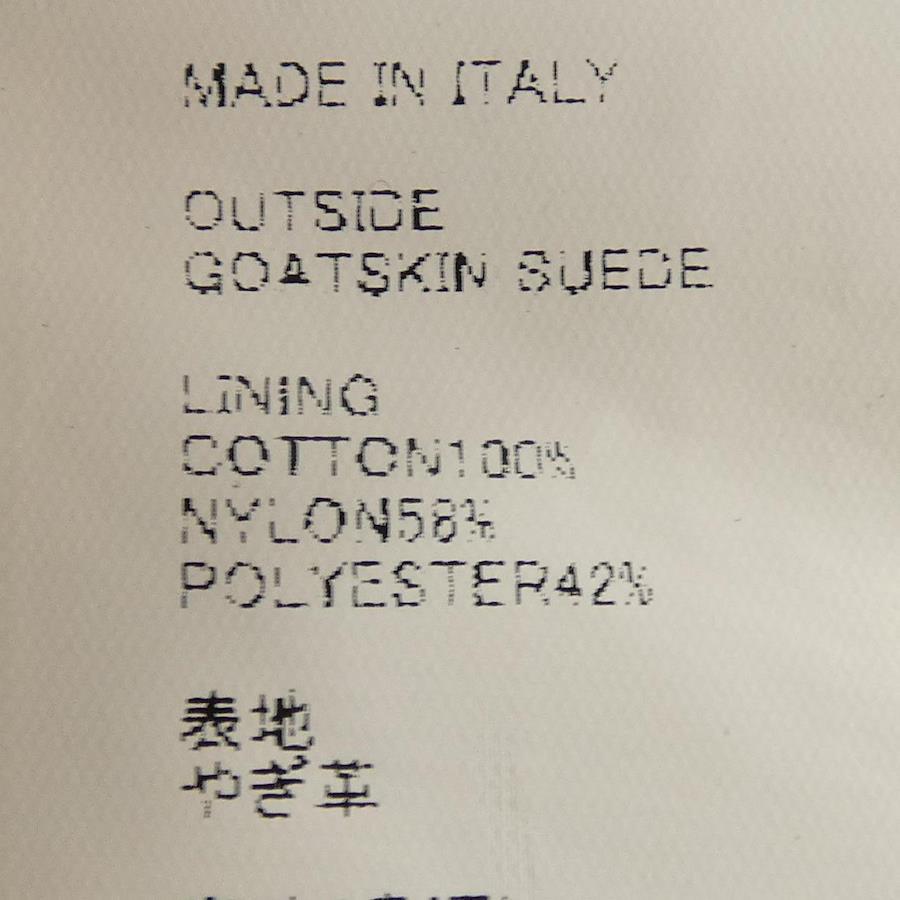 MADE IN ITALY
OUTSIDE
GOATSKIN SUEDE
LINING
COTTON100%
NYLON58%
POLYESTER42%
表地
やぎ革